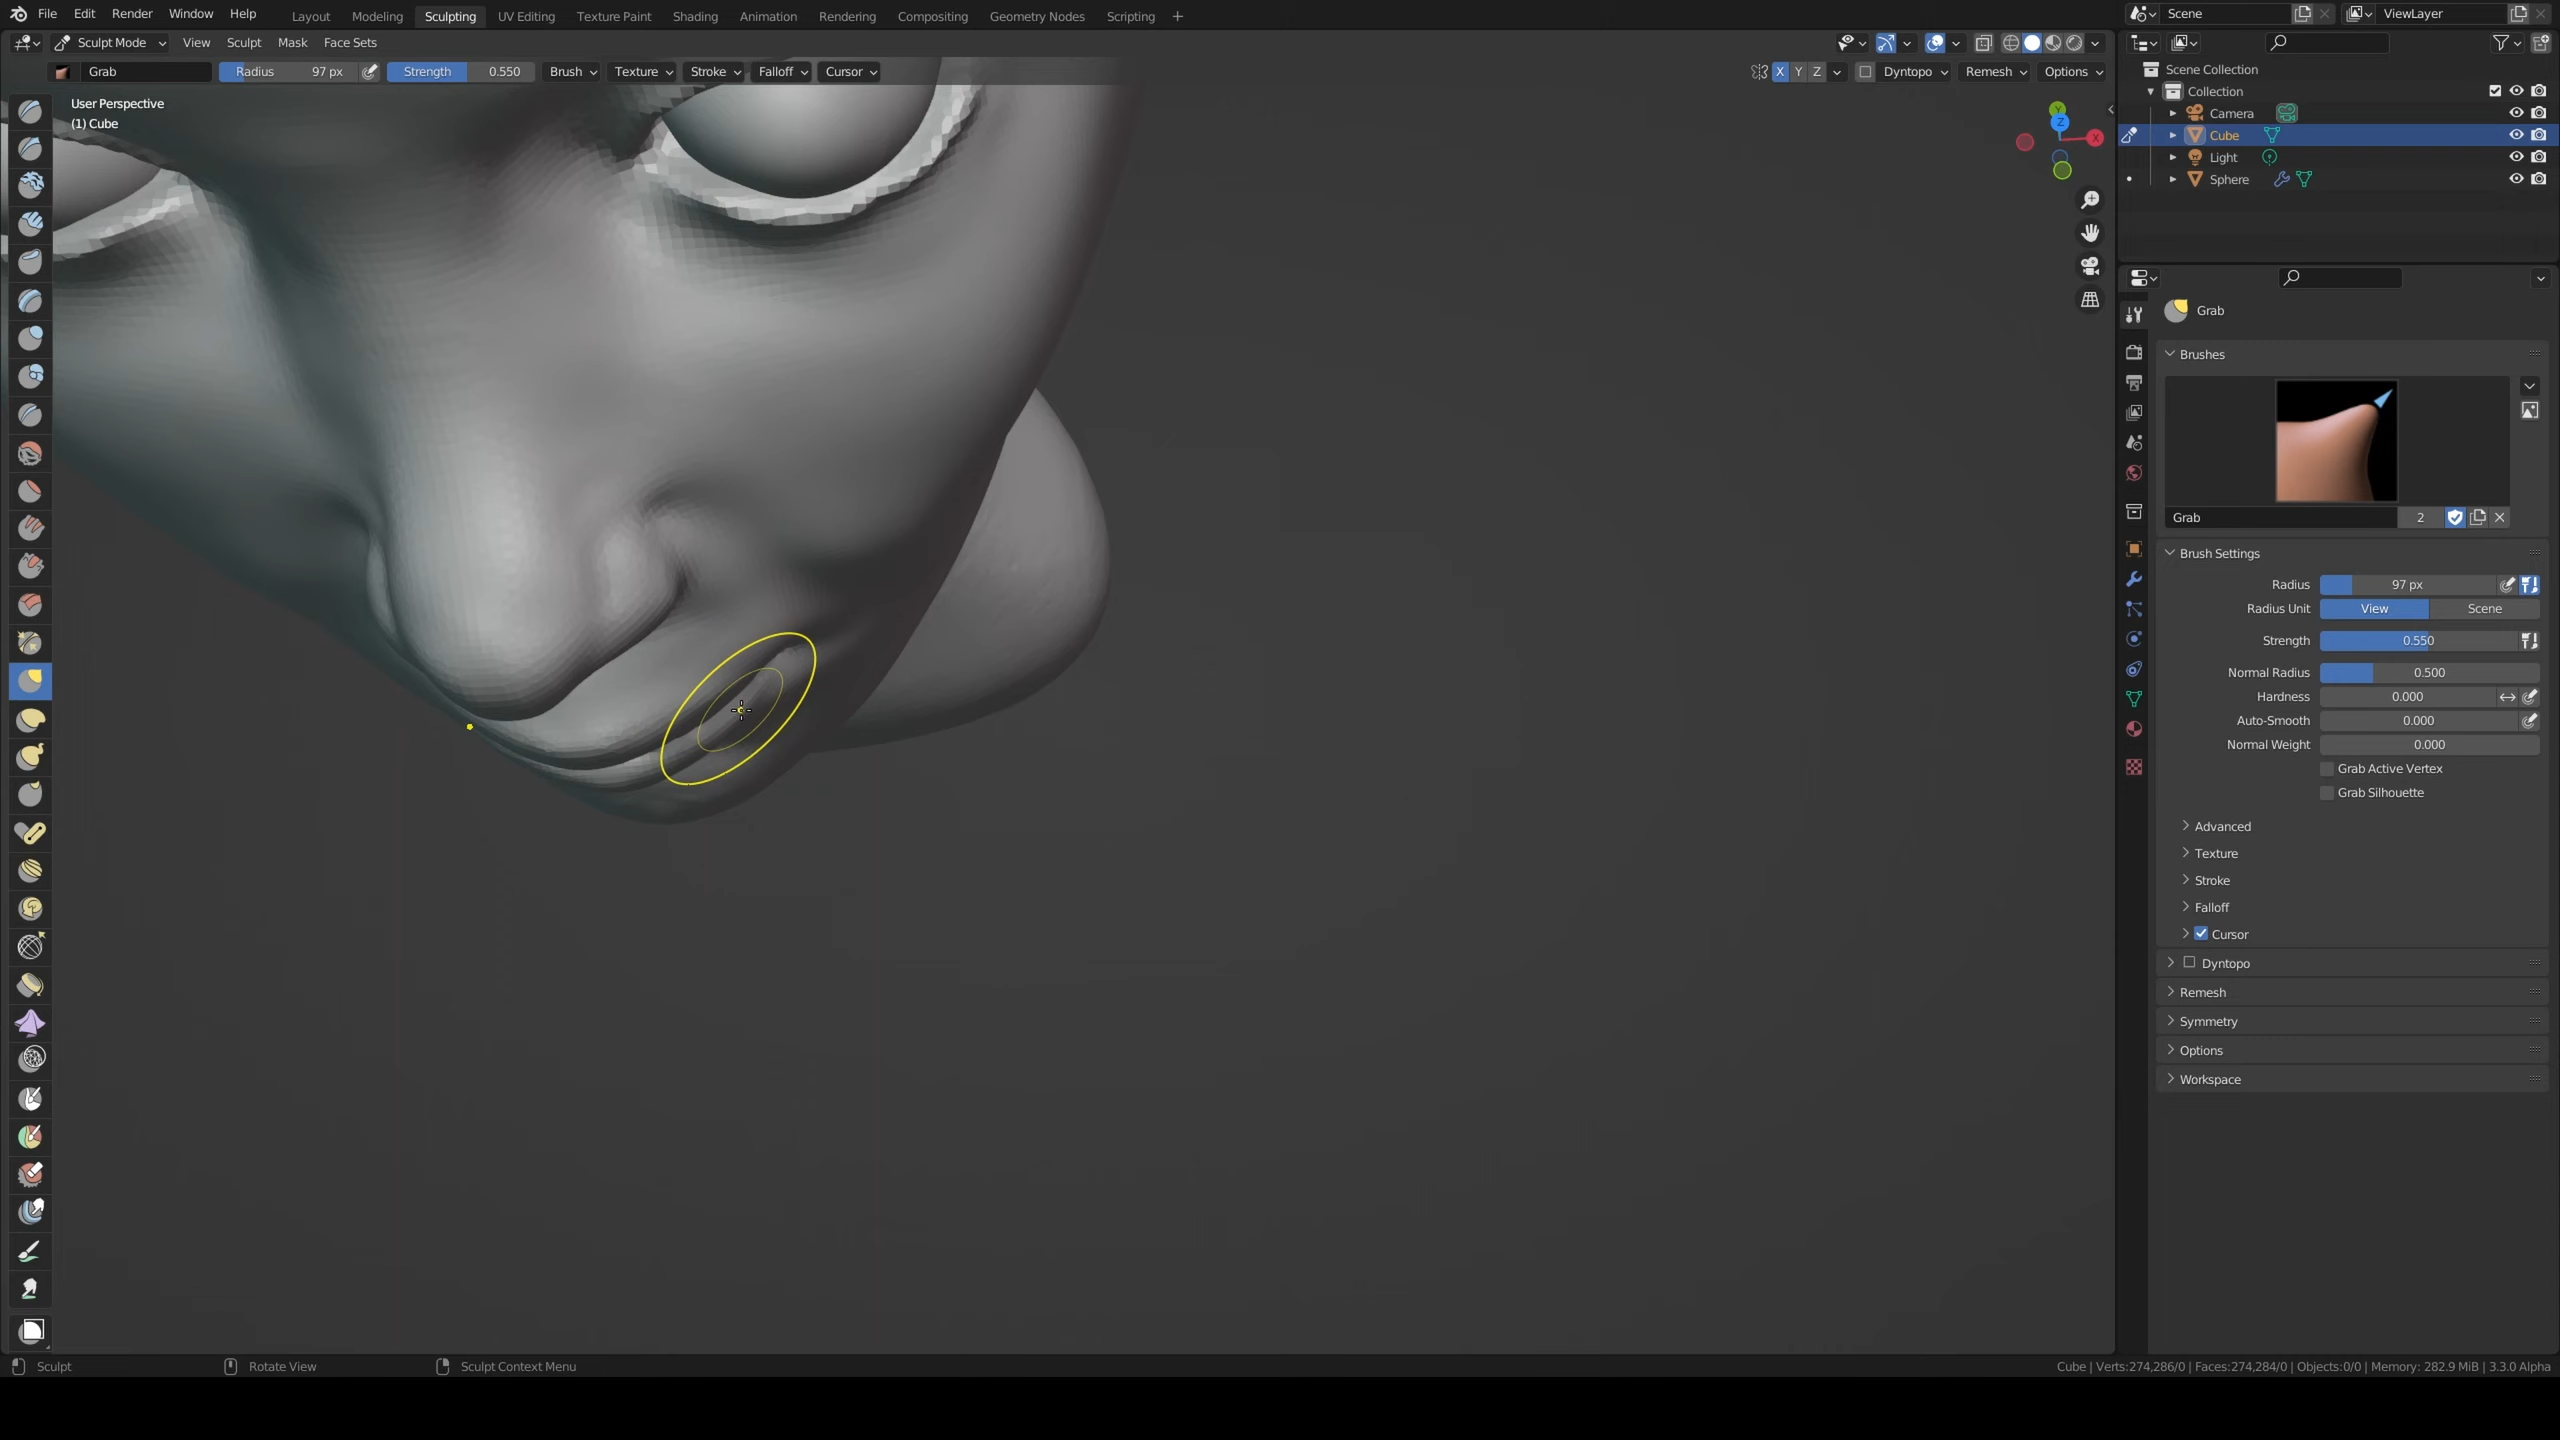 File Edit Render Window Help Layout Modeling Sculpting UV Editing Texture Paint Shading Animation Rendering Compositing Geometry Nodes Scripting + Scene ViewLayer
Sculpt Mode View Sculpt Mask Face Sets
Grab Radius 97 px Strength 0.550 Brush Texture Stroke Falloff Cursor X Y Z Dyntopo Remesh Options
User Perspective
(1) Cube
Y
Z
X
Scene Collection
Collection
Camera
Cube
Light
Sphere
Grab
Brushes
Grab 2
Brush Settings
Radius 97 px
Radius Unit View Scene
Strength 0.550
Normal Radius 0.500
Hardness 0.000
Auto-Smooth 0.000
Normal Weight 0.000
Grab Active Vertex
Grab Silhouette
Advanced
Texture
Stroke
Falloff
Cursor
Dyntopo
Remesh
Symmetry
Options
Workspace
Sculpt Rotate View Sculpt Context Menu Cube | Verts:274,286/0 | Faces:274,284/0 | Objects:0/0 | Memory: 282.9 MiB | 3.3.0 Alpha